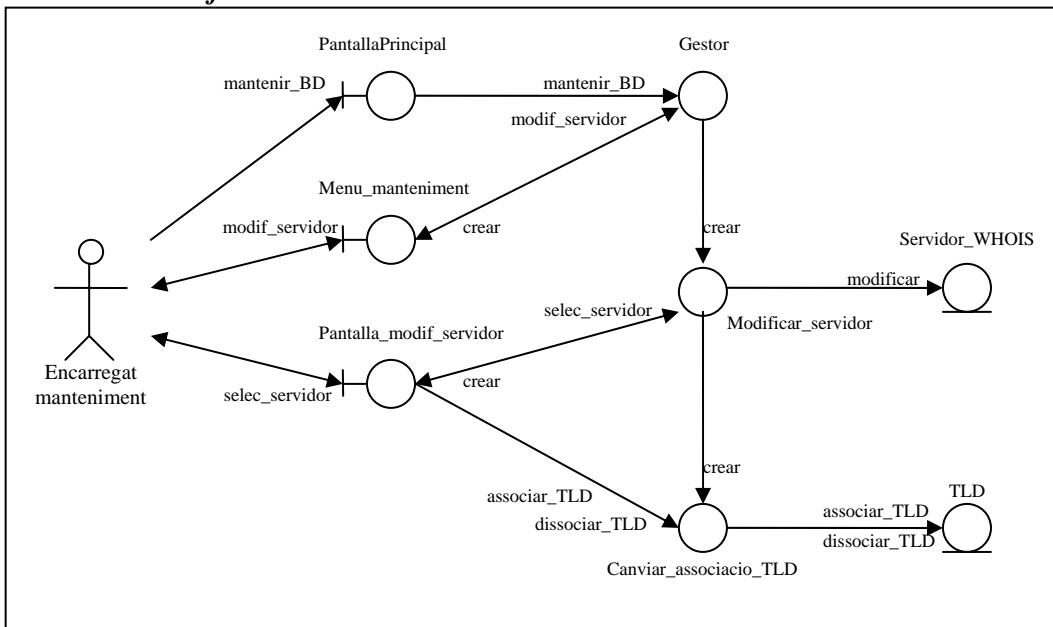 PantallaPrincipal
Gestor
mantenir_BD
mantenir_BD
modif_servidor
Menu_manteniment
modif_servidor
crear
crear
Servidor_WHOIS
modificar
selec_servidor
Modificar_servidor
Pantalla_modif_servidor
crear
selec_servidor
Encarregat
manteniment
crear
associar_TLD
dissociar_TLD
TLD
associar_TLD
dissociar_TLD
Canviar_associacio_TLD